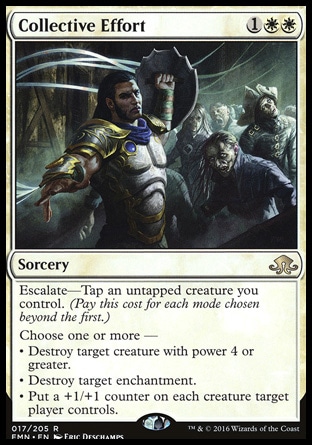 Collective Effort 1
Sorcery
Escalate—Tap an untapped creature you
control. (Pay this cost for each mode chosen
beyond the first.)
Choose one or more —
• Destroy target creature with power 4 or
greater.
• Destroy target enchantment.
• Put a +1/+1 counter on each creature target
player controls.
017/205 R
EMN • EN Eric Deschamps
™ & © 2016 Wizards of the Coast